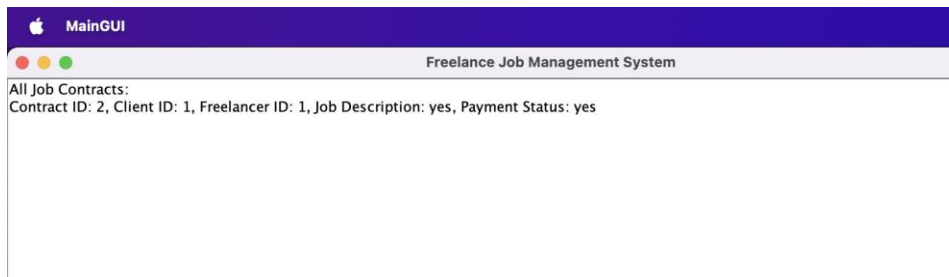 MainGUI
Freelance Job Management System
All Job Contracts:
Contract ID: 2, Client ID: 1, Freelancer ID: 1, Job Description: yes, Payment Status: yes